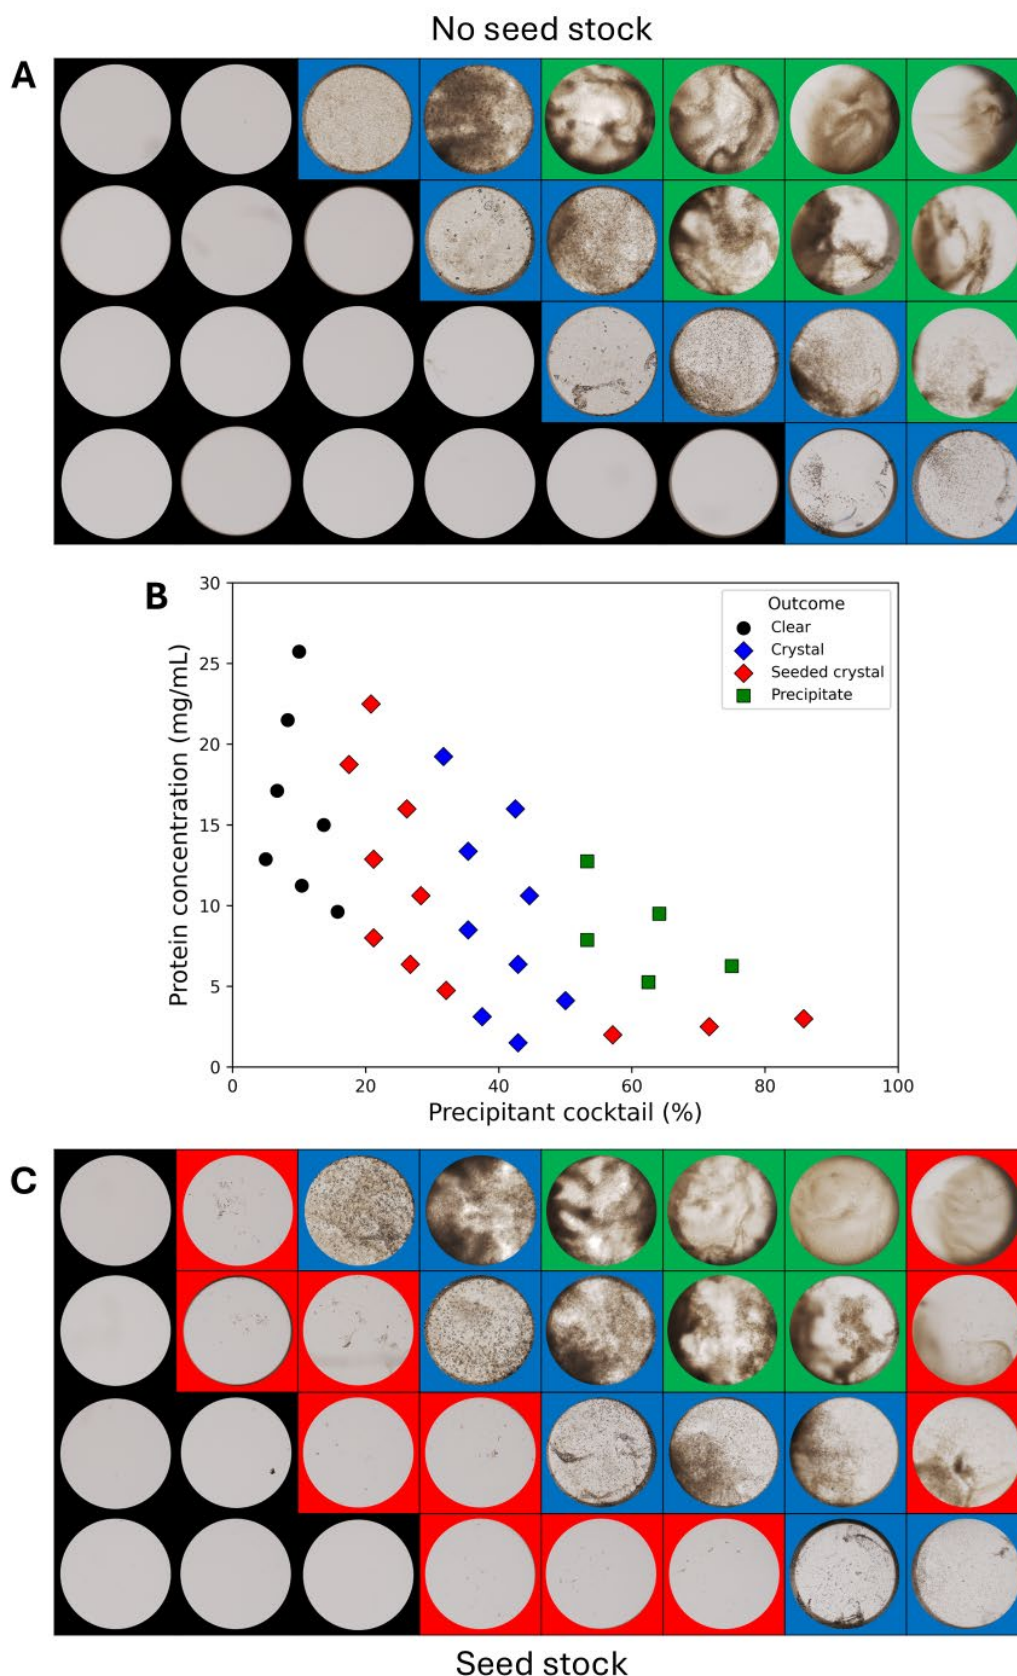 No seed stock
A
B
30
25
20
15
10
5
0
Protein concentration (mg/mL)
Outcome
Clear
Crystal
Seeded crystal
Precipitate
0 20 40 60 80 100
Precipitant cocktail (%)
C
Seed stock